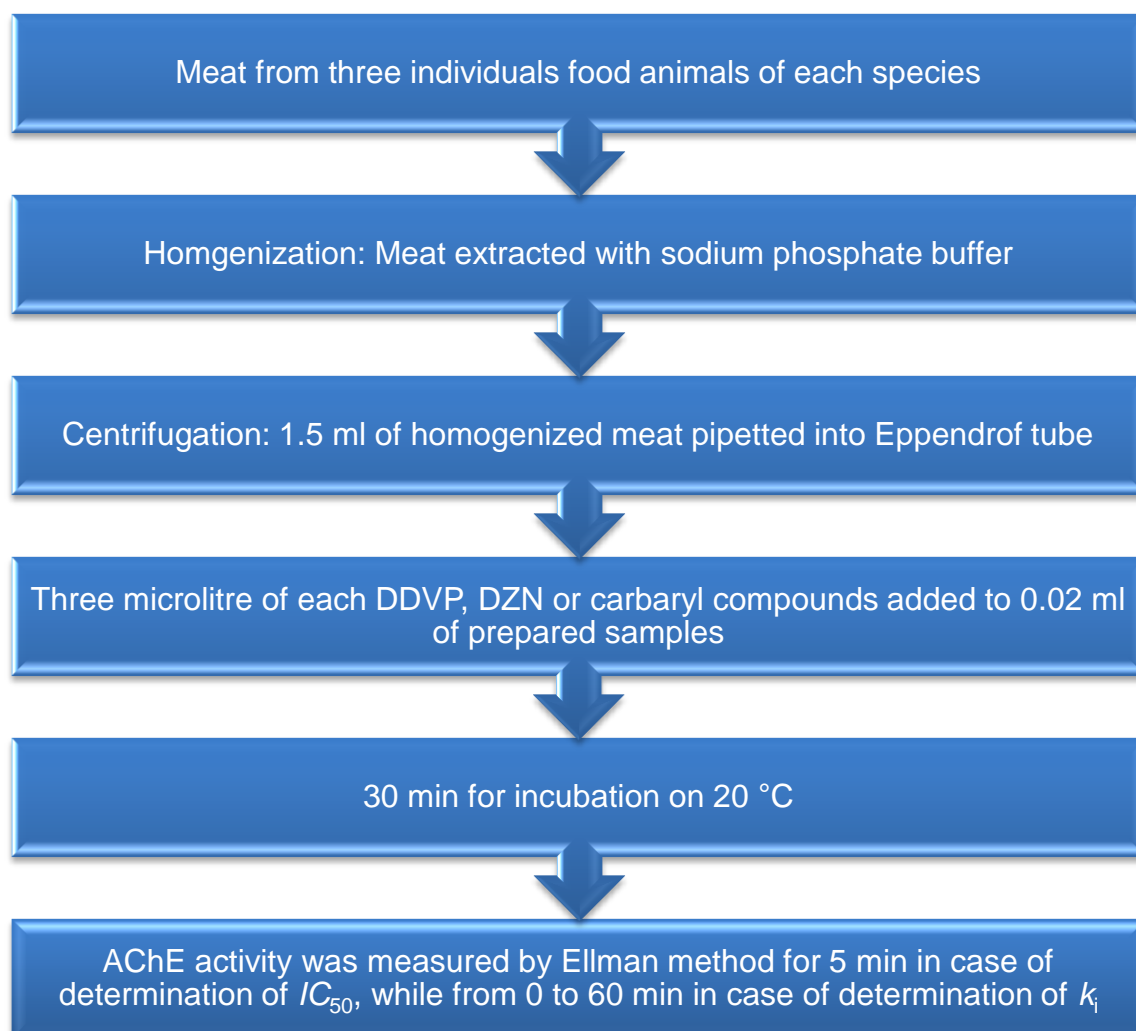 Meat from three individuals food animals of each species
Homgenization: Meat extracted with sodium phosphate buffer
Centrifugation: 1.5 ml of homogenized meat pipetted into Eppendrof tube
Three microlitre of each DDVP, DZN or carbaryl compounds added to 0.02 ml
of prepared samples
30 min for incubation on 20 °C
AChE activity was measured by Ellman method for 5 min in case of
determination of IC50, while from 0 to 60 min in case of determination of ki